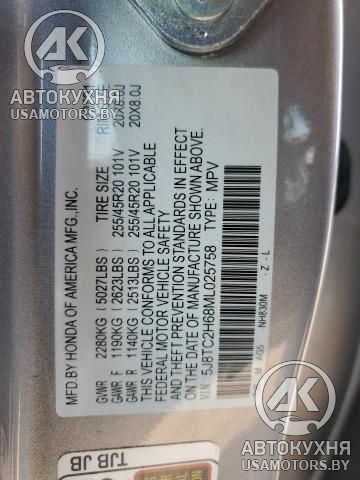 MFD.BY HONDA OF AMERICA MFG.,INC.
TIRE SIZE
GVWR 2280KG (5027LBS)
GAWR F 1190KG (2623LBS) 255/45R20 101V 20X8.0J
GAWR R 1140KG (2513LBS) 255/45R20 101V 20X8.0J
THIS VEHICLE CONFORMS TO ALL APPLICABLE
FEDERAL MOTOR VEHICLE SAFETY
AND THEFT PREVENTION STANDARDS IN EFFECT
ON THE DATE OF MANUFACTURE SHOWN ABOVE.
V.I.N. 5J8TC2H68ML025758 TYPE: MPV
NH830M -Z-L
TJB JB
АВТОКУХНЯ
USAMOTORS.BY
АВТОКУХНЯ
USAMOTORS.BY